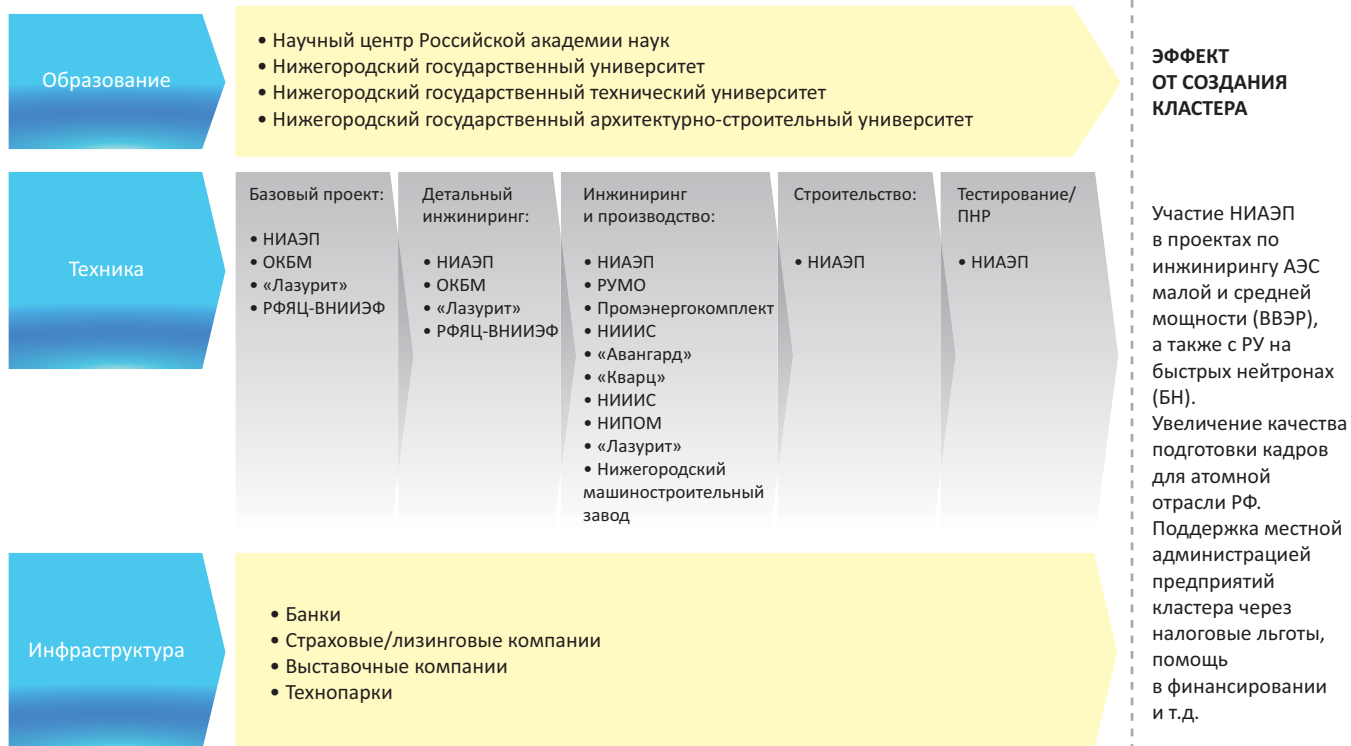 Образование
• Научный центр Российской академии наук
• Нижегородский государственный университет
• Нижегородский государственный технический университет
• Нижегородский государственный архитектурно-строительный университет
Техника
Базовый проект:
• НИАЭП
• ОКБМ
• «Лазурит»
• РФЯЦ-ВНИИЭФ
Детальный
инжиниринг:
• НИАЭП
• ОКБМ
• «Лазурит»
• РФЯЦ-ВНИИЭФ
Инжиниринг
и производство:
• НИАЭП
• РУМО
• Промэнергокомплект
• НИИИС
• «Авангард»
• «Кварц»
• НИИИС
• НИПОМ
• «Лазурит»
• Нижегородский
машиностроительный
завод
Строительство:
• НИАЭП
Тестирование/
ПНР
• НИАЭП
Инфраструктура
• Банки
• Страховые/лизинговые компании
• Выставочные компании
• Технопарки
ЭФФЕКТ
ОТ СОЗДАНИЯ
КЛАСТЕРА
Участие НИАЭП
в проектах по
инжинирингу АЭС
малой и средней
мощности (ВВЭР),
а также с РУ на
быстрых нейтронах
(БН).
Увеличение качества
подготовки кадров
для атомной
отрасли РФ.
Поддержка местной
администрацией
предприятий
кластера через
налоговые льготы,
помощь
в финансировании
и т.д.